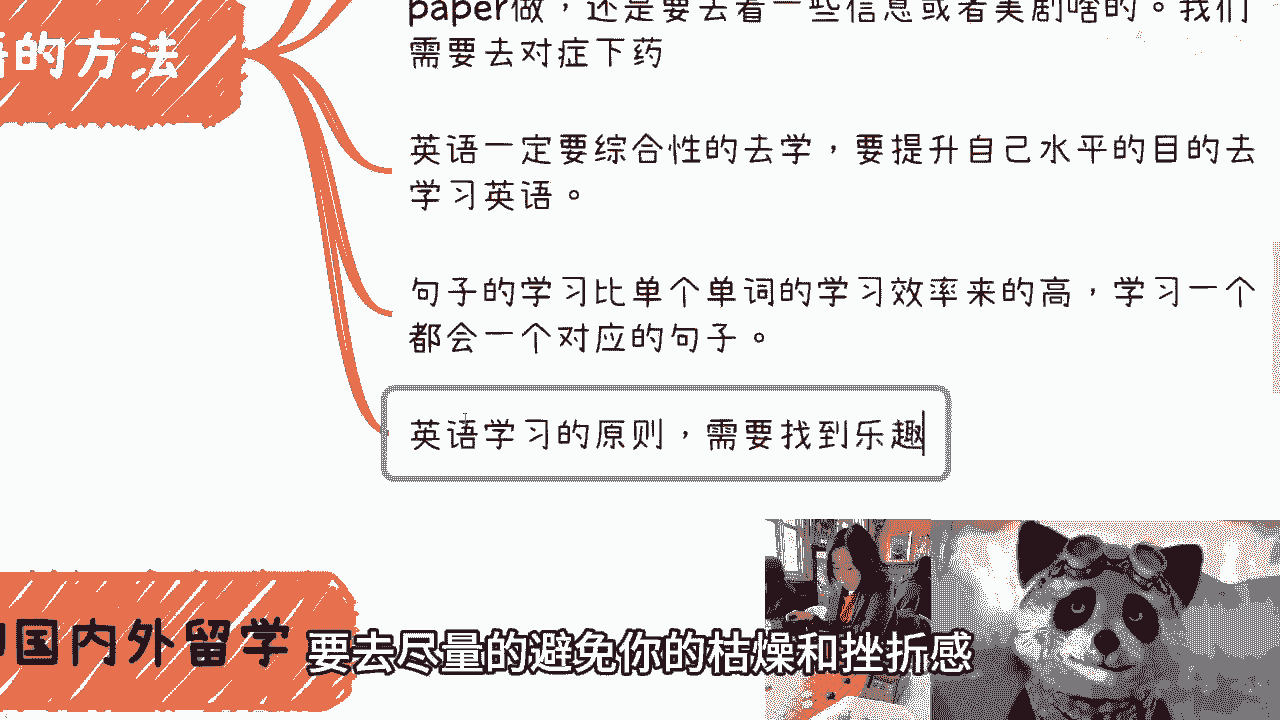 paper做，还是要去看一些信息或者美剧啥的。我们
需要去对症下药
的方法
英语一定要综合性的去学，要提升自己水平的目的去
学习英语。
句子的学习比单个单词的学习效率来的高，学习一个
都会一个对应的句子。
英语学习的原则，需要找到乐趣
国内外留学
要去尽量的避免你的枯燥和挫折感